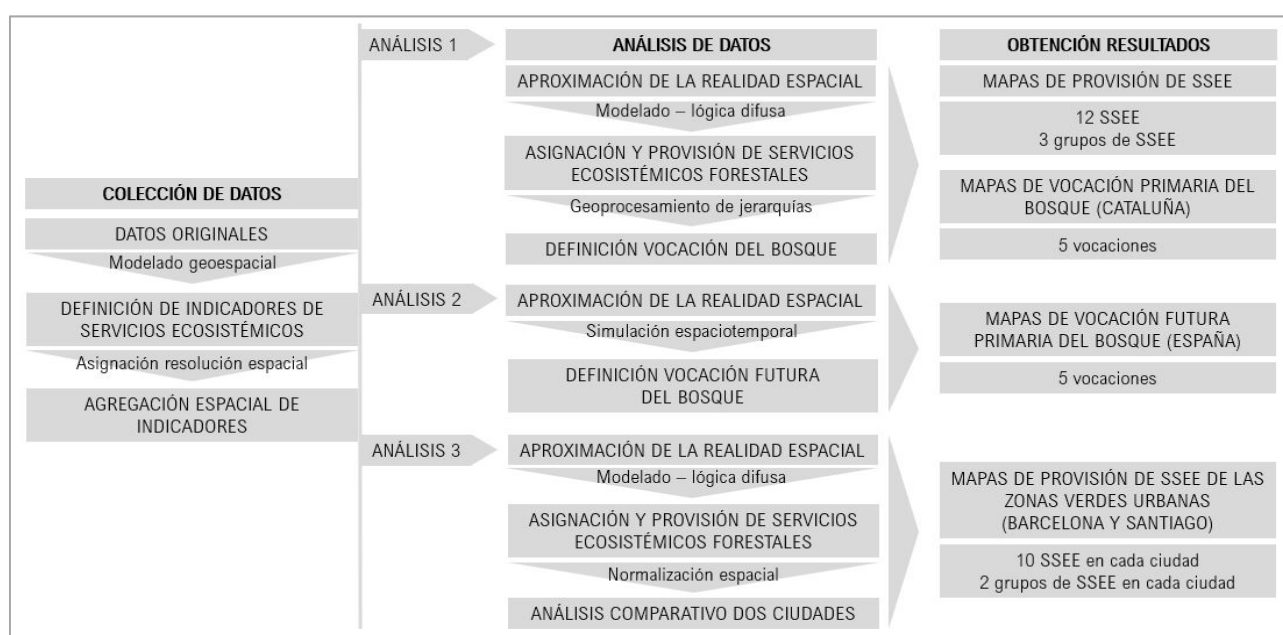 COLECCIÓN DE DATOS
DATOS ORIGINALES
Modelado geoespacial
DEFINICIÓN DE INDICADORES DE
SERVICIOS ECOSISTÉMICOS
Asignación resolución espacial
AGREGACIÓN ESPACIAL DE
INDICADORES
ANÁLISIS 1
ANÁLISIS DE DATOS
APROXIMACIÓN DE LA REALIDAD ESPACIAL
Modelado – lógica difusa
ASIGNACIÓN Y PROVISIÓN DE SERVICIOS
ECOSISTÉMICOS FORESTALES
Geoprocesamiento de jerarquías
DEFINICIÓN VOCACIÓN DEL BOSQUE
OBTENCIÓN RESULTADOS
MAPAS DE PROVISIÓN DE SSEE
12 SSEE
3 grupos de SSEE
MAPAS DE VOCACIÓN PRIMARIA DEL
BOSQUE (CATALUÑA)
5 vocaciones
ANÁLISIS 2
APROXIMACIÓN DE LA REALIDAD ESPACIAL
Simulación espaciotemporal
DEFINICIÓN VOCACIÓN FUTURA
DEL BOSQUE
MAPAS DE VOCACIÓN FUTURA
PRIMARIA DEL BOSQUE (ESPAÑA)
5 vocaciones
ANÁLISIS 3
APROXIMACIÓN DE LA REALIDAD ESPACIAL
Modelado – lógica difusa
ASIGNACIÓN Y PROVISIÓN DE SERVICIOS
ECOSISTÉMICOS FORESTALES
Normalización espacial
ANÁLISIS COMPARATIVO DOS CIUDADES
MAPAS DE PROVISIÓN DE SSEE DE LAS
ZONAS VERDES URBANAS
(BARCELONA Y SANTIAGO)
10 SSEE en cada ciudad
2 grupos de SSEE en cada ciudad